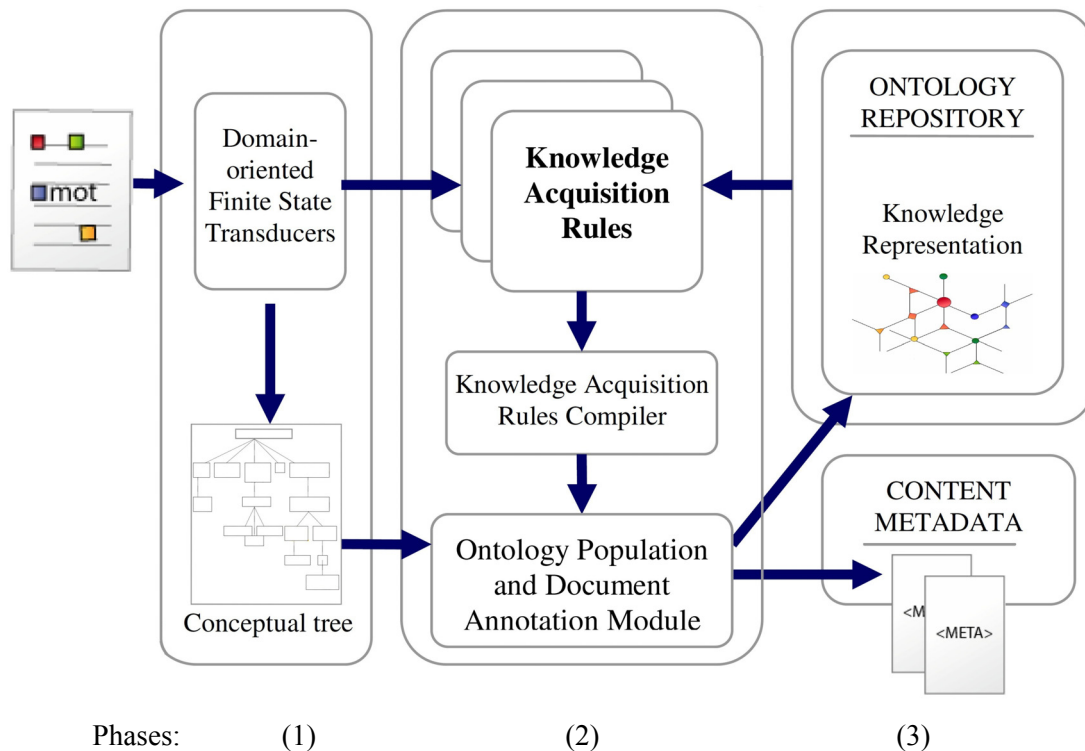 mot
Domain-
oriented
Finite State
Transducers
Conceptual tree
Knowledge
Acquisition
Rules
Knowledge Acquisition
Rules Compiler
Ontology Population
and Document
Annotation Module
ONTOLOGY
REPOSITORY
Knowledge
Representation
CONTENT
METADATA
<M
<META>
Phases: (1) (2) (3)